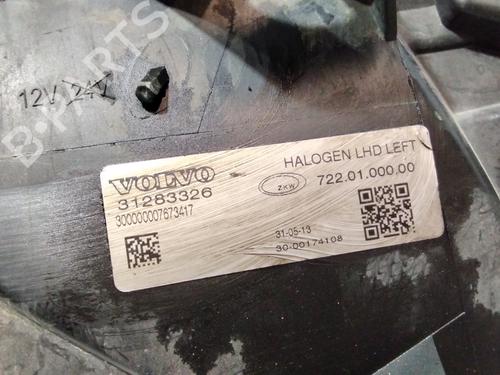 12V 24V
VOLVO
31283326
300000007673417
HALOGEN LHD LEFT
ZKW
722.01.000.00
31-05-13
30-00174108
B-PARTS